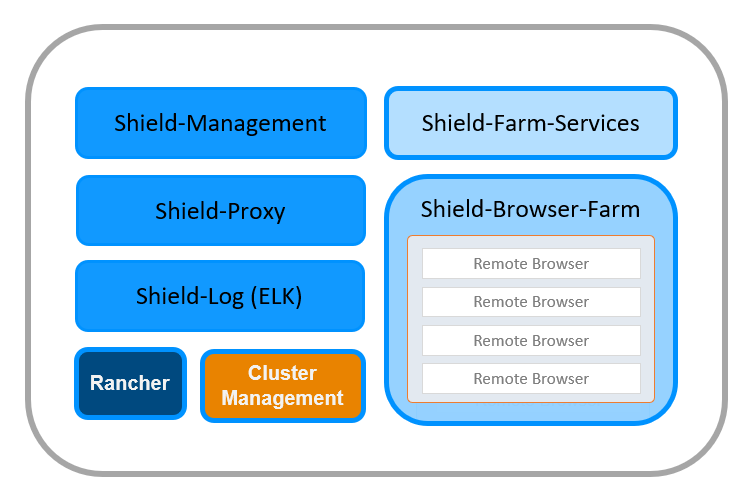 Shield-Management
Shield-Farm-Services
Shield-Proxy
Shield-Browser-Farm
Remote Browser
Remote Browser
Remote Browser
Remote Browser
Shield-Log (ELK)
Rancher
Cluster
Management